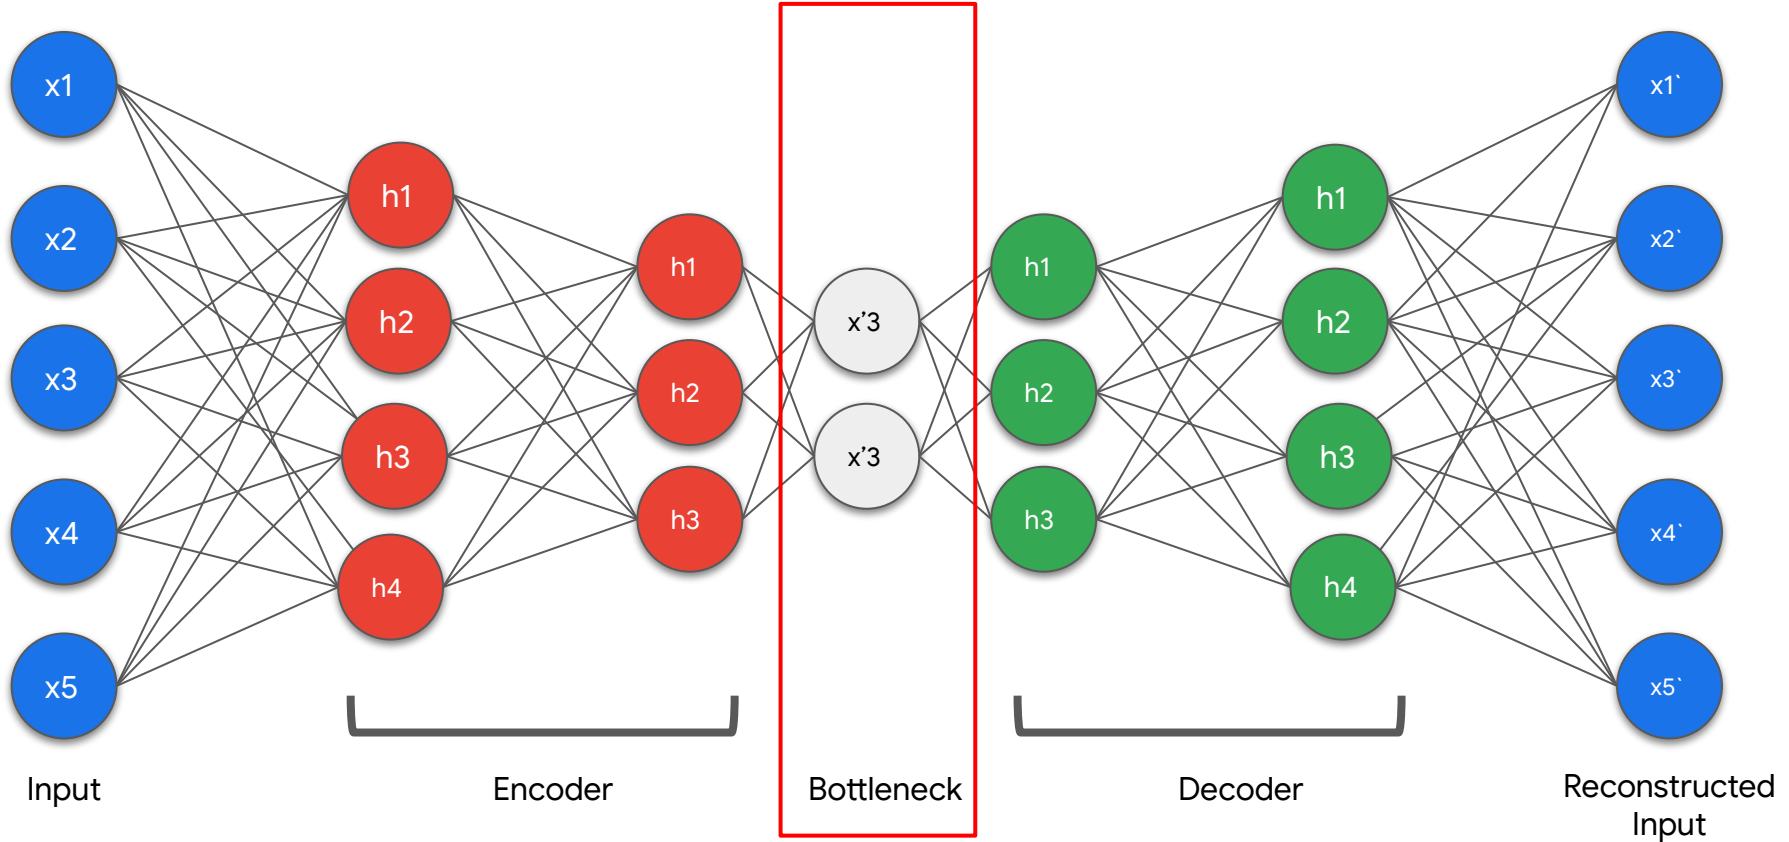 x1
x2
x3
x4
x5
h1
h2
h3
h4
h1
h2
h3
x’3
x’3
h1
h2
h3
h1
h2
h3
h4
x1`
x2`
x3`
x4`
x5`
Input
Encoder
Bottleneck
Decoder
Reconstructed
Input